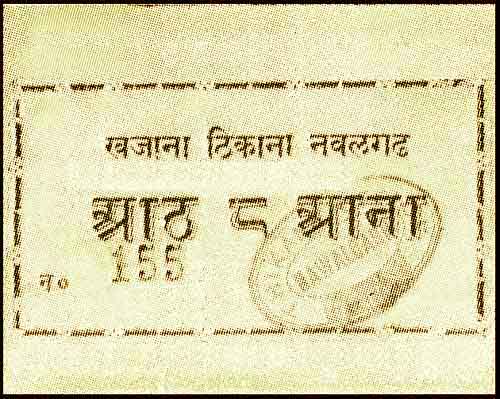 खजाना ठिकाना नवलगढ
आठ ८ आना
न० 155